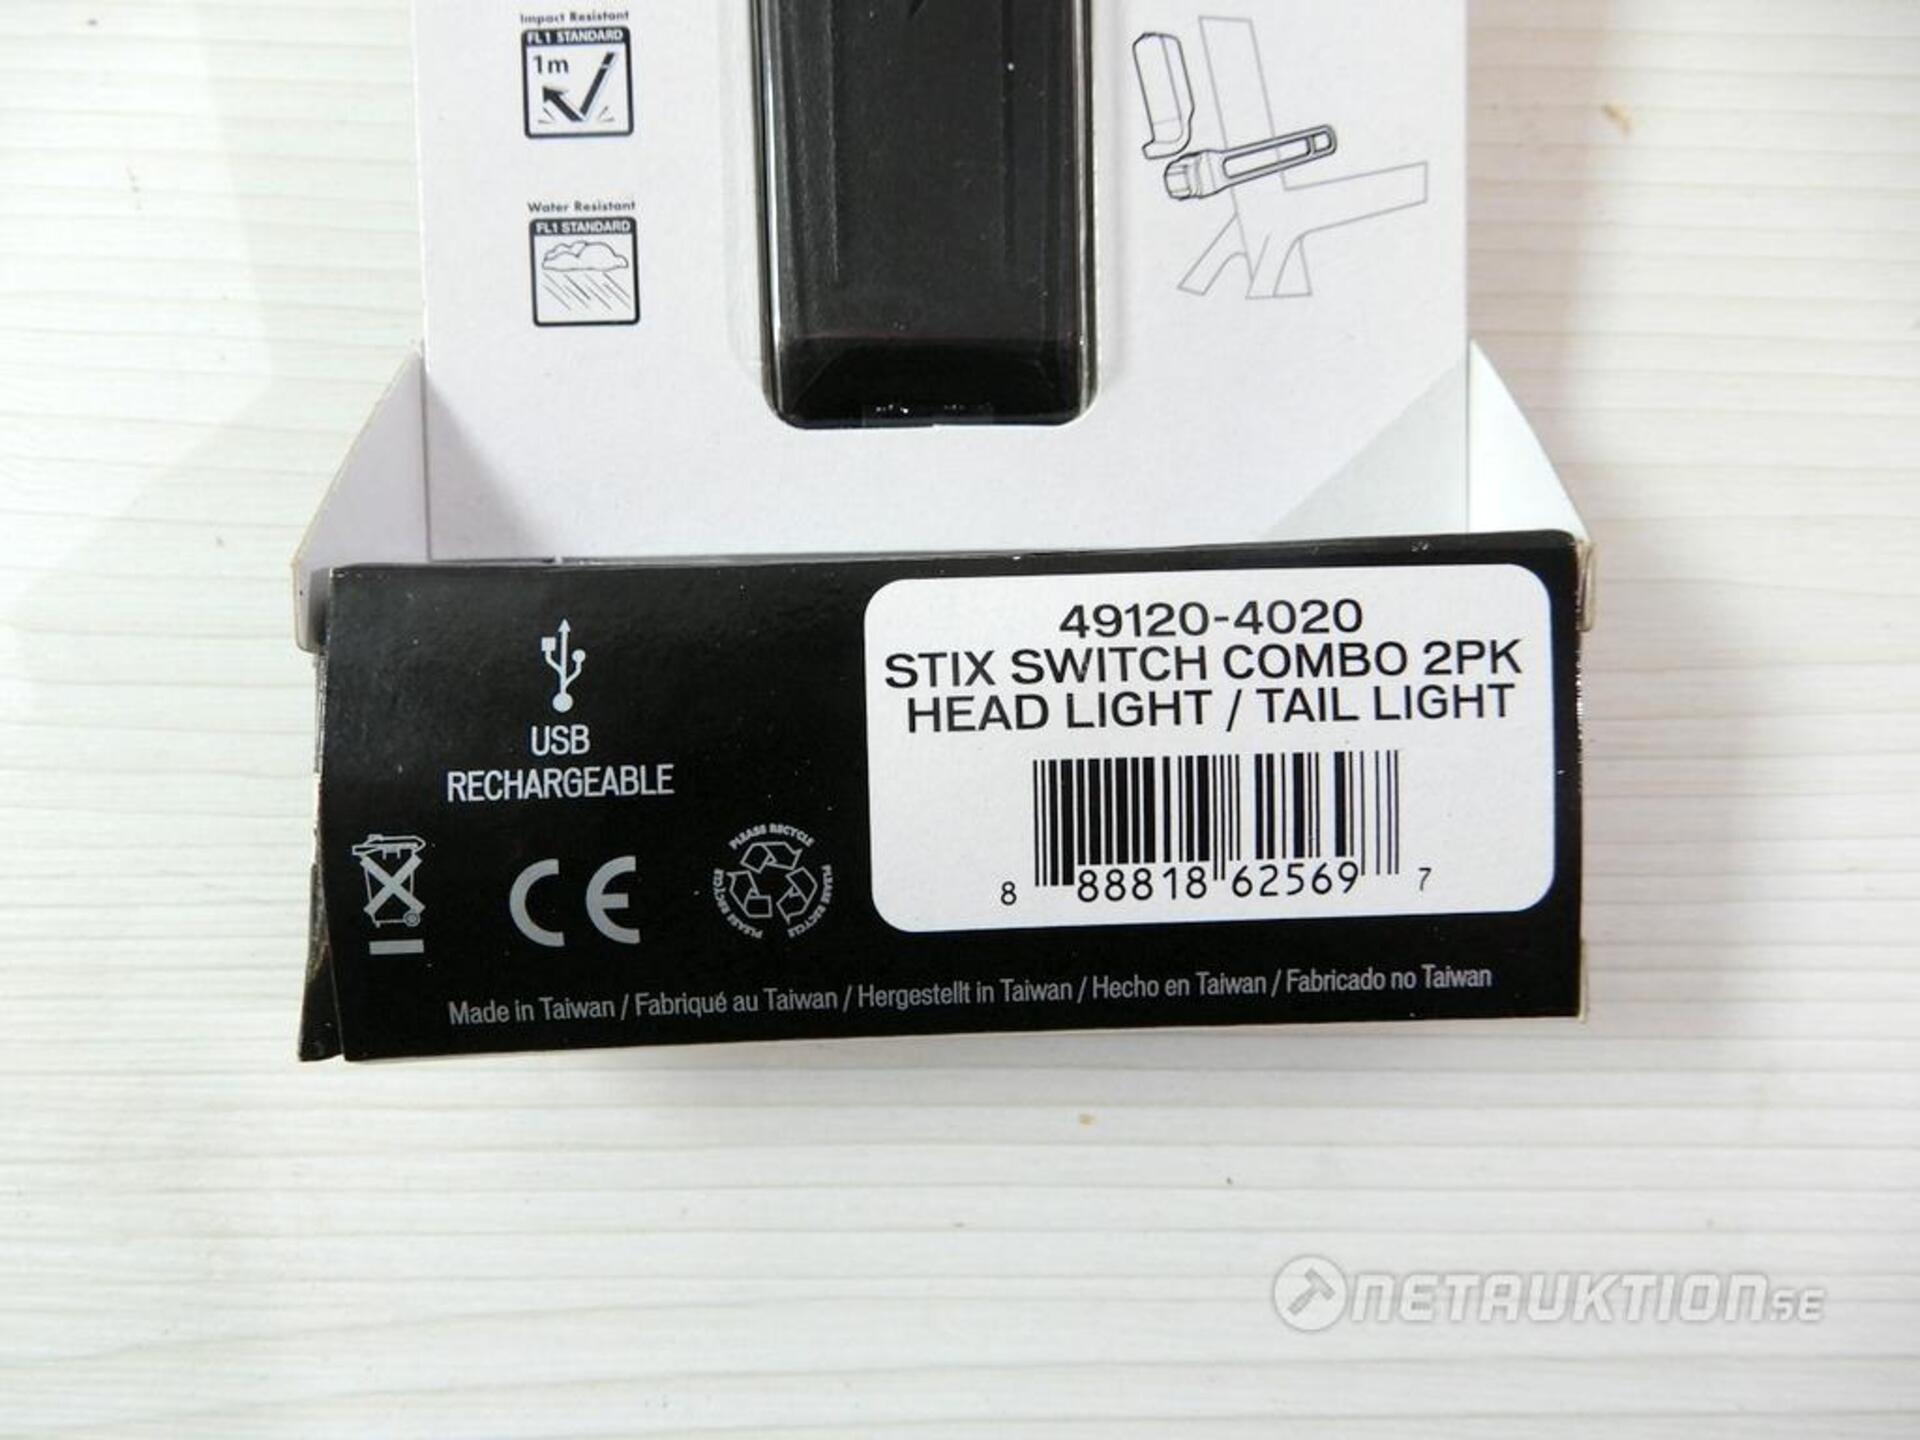 Impact Resistant
FL1 STANDARD
1m
Water Resistant
FL1 STANDARD
USB
RECHARGEABLE
CE
PLEASE RECYCLE
PLEASE RECYCLE
PLEASE RECYCLE
49120-4020
STIX SWITCH COMBO 2PK
HEAD LIGHT / TAIL LIGHT
8 88818 62569 7
Made in Taiwan / Fabriqué au Taiwan / Hergestellt in Taiwan / Hecho en Taiwan / Fabricado no Taiwan
NETAUKTION.SE